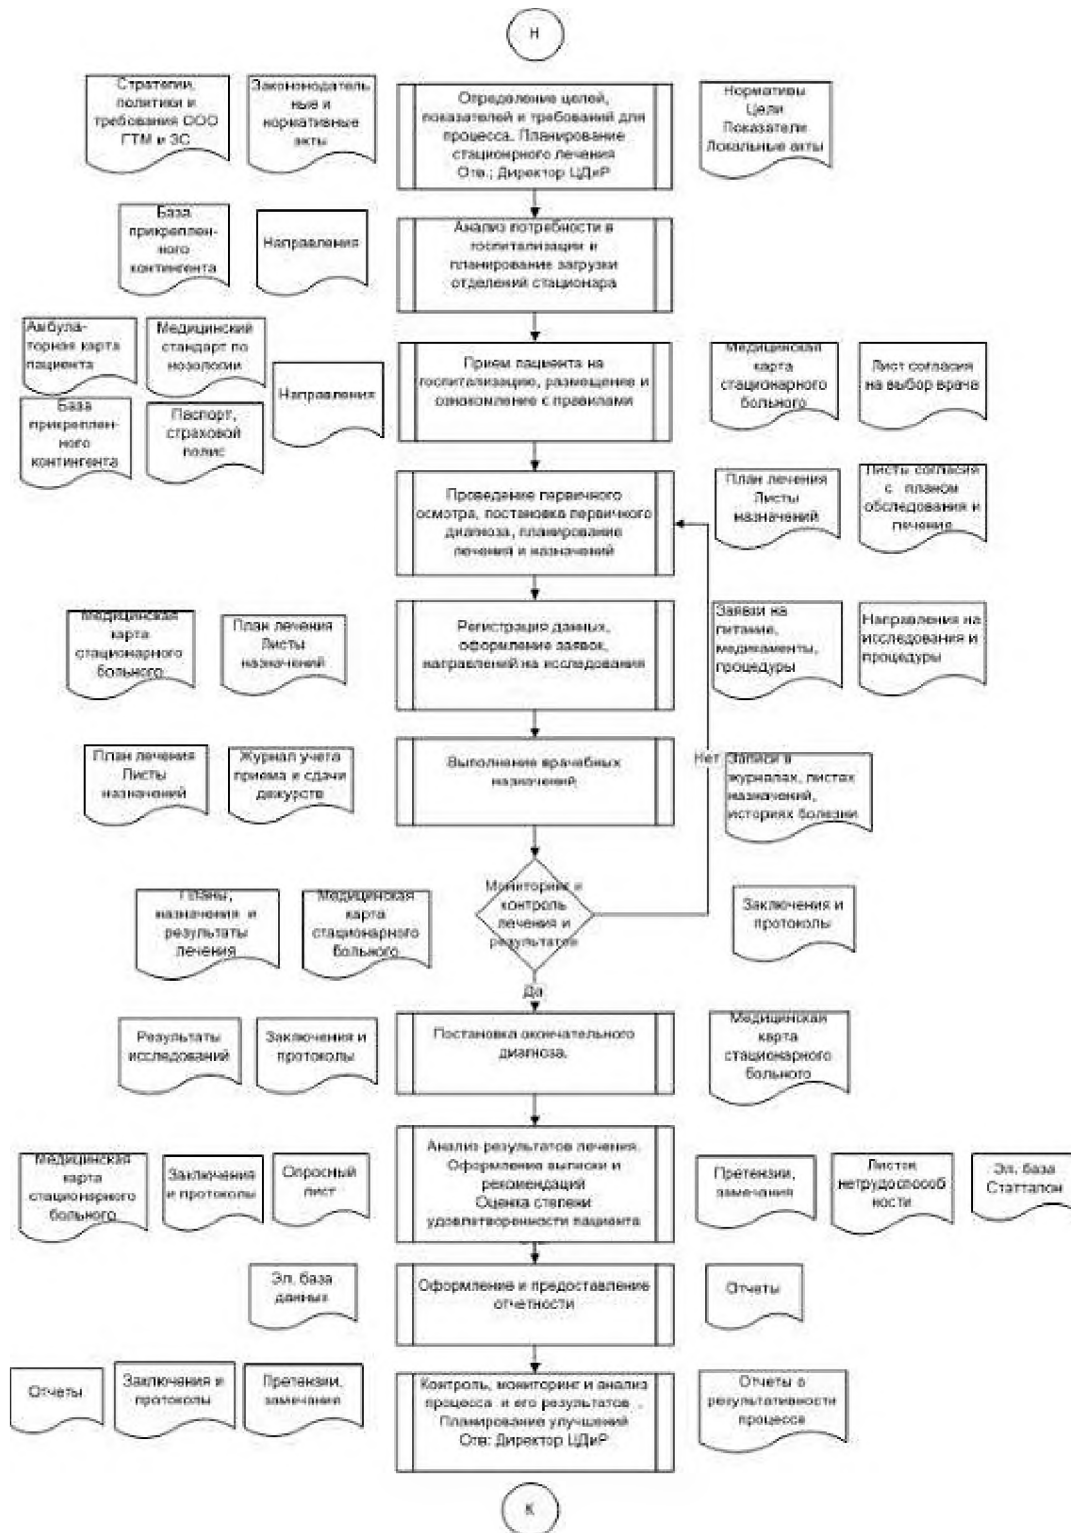 Н
Стратегии,
политики и
требования ООО
ГТМ и ЭС
Закононодатель
ные и
нормативные
акты
Определение целей,
показателей и требований для
процесса. Планирование
стационрного лечения
Отв.; Директор ЦДиР
Нормативы
Цели
Показатели
Локальные акты
База
прикреплен-
ного
контингента
Направления
Анализ потребности в
госпитализации и
планирование загрузки
отделений стационара
Амбула-
торная карта
пациента
Медицинский
стандарт по
нозологии
База
прикреплен-
ного
контингента
Паспорт,
страховой
полис
Направления
Прием пациента на
госпитализацию, размещение и
ознакомление с правилами
Медицинская
карта
стационарного
больного
Лист согласия
на выбор врача
Проведение первичного
осмотра, постановка первичного
диагноза, планирование
лечения и назначений
План лечения
Листы
назначений
Листы согласия
с планом
обследования и
лечения
Медицинская
карта
стационарного
больного
План лечения
Листы
назначений
Регистрация данных,
оформление заявок,
направлений на исследования
Заявки на
питание,
медикаменты,
процедуры
Направления на
исследования и
процедуры
План лечения
Листы
назначений
Журнал учета
приема и сдачи
дежурств
Выполнение врачебных
назначений
Нет
Записи в
журналах, листах
назначений,
историях болезни
Планы,
назначения и
результаты
лечения
Медицинская
карта
стационарного
больного
Мониторинг и
контроль
лечения и
результатов
Заключения и
протоколы
Да
Результаты
исследований
Заключения и
протоколы
Постановка окончательного
диагноза.
Медицинская
карта
стационарного
больного
Медицинская
карта
стационарного
больного
Заключения
и протоколы
Опросный
лист
Анализ результатов лечения.
Оформление выписки и
рекомендаций
Оценка степени
удовлетворенности пациента
Претензии,
замечания
Листок
нетрудоспособ
ности
Эл. база
Статталон
Эл. база
данных
Оформление и предоставление
отчетности
Отчеты
Отчеты
Заключения и
протоколы
Претензии,
замечания
Контроль, мониторинг и анализ
процесса и его результатов .
Планирование улучшений
Отв: Директор ЦДиР
Отчеты о
результативности
процесса
К